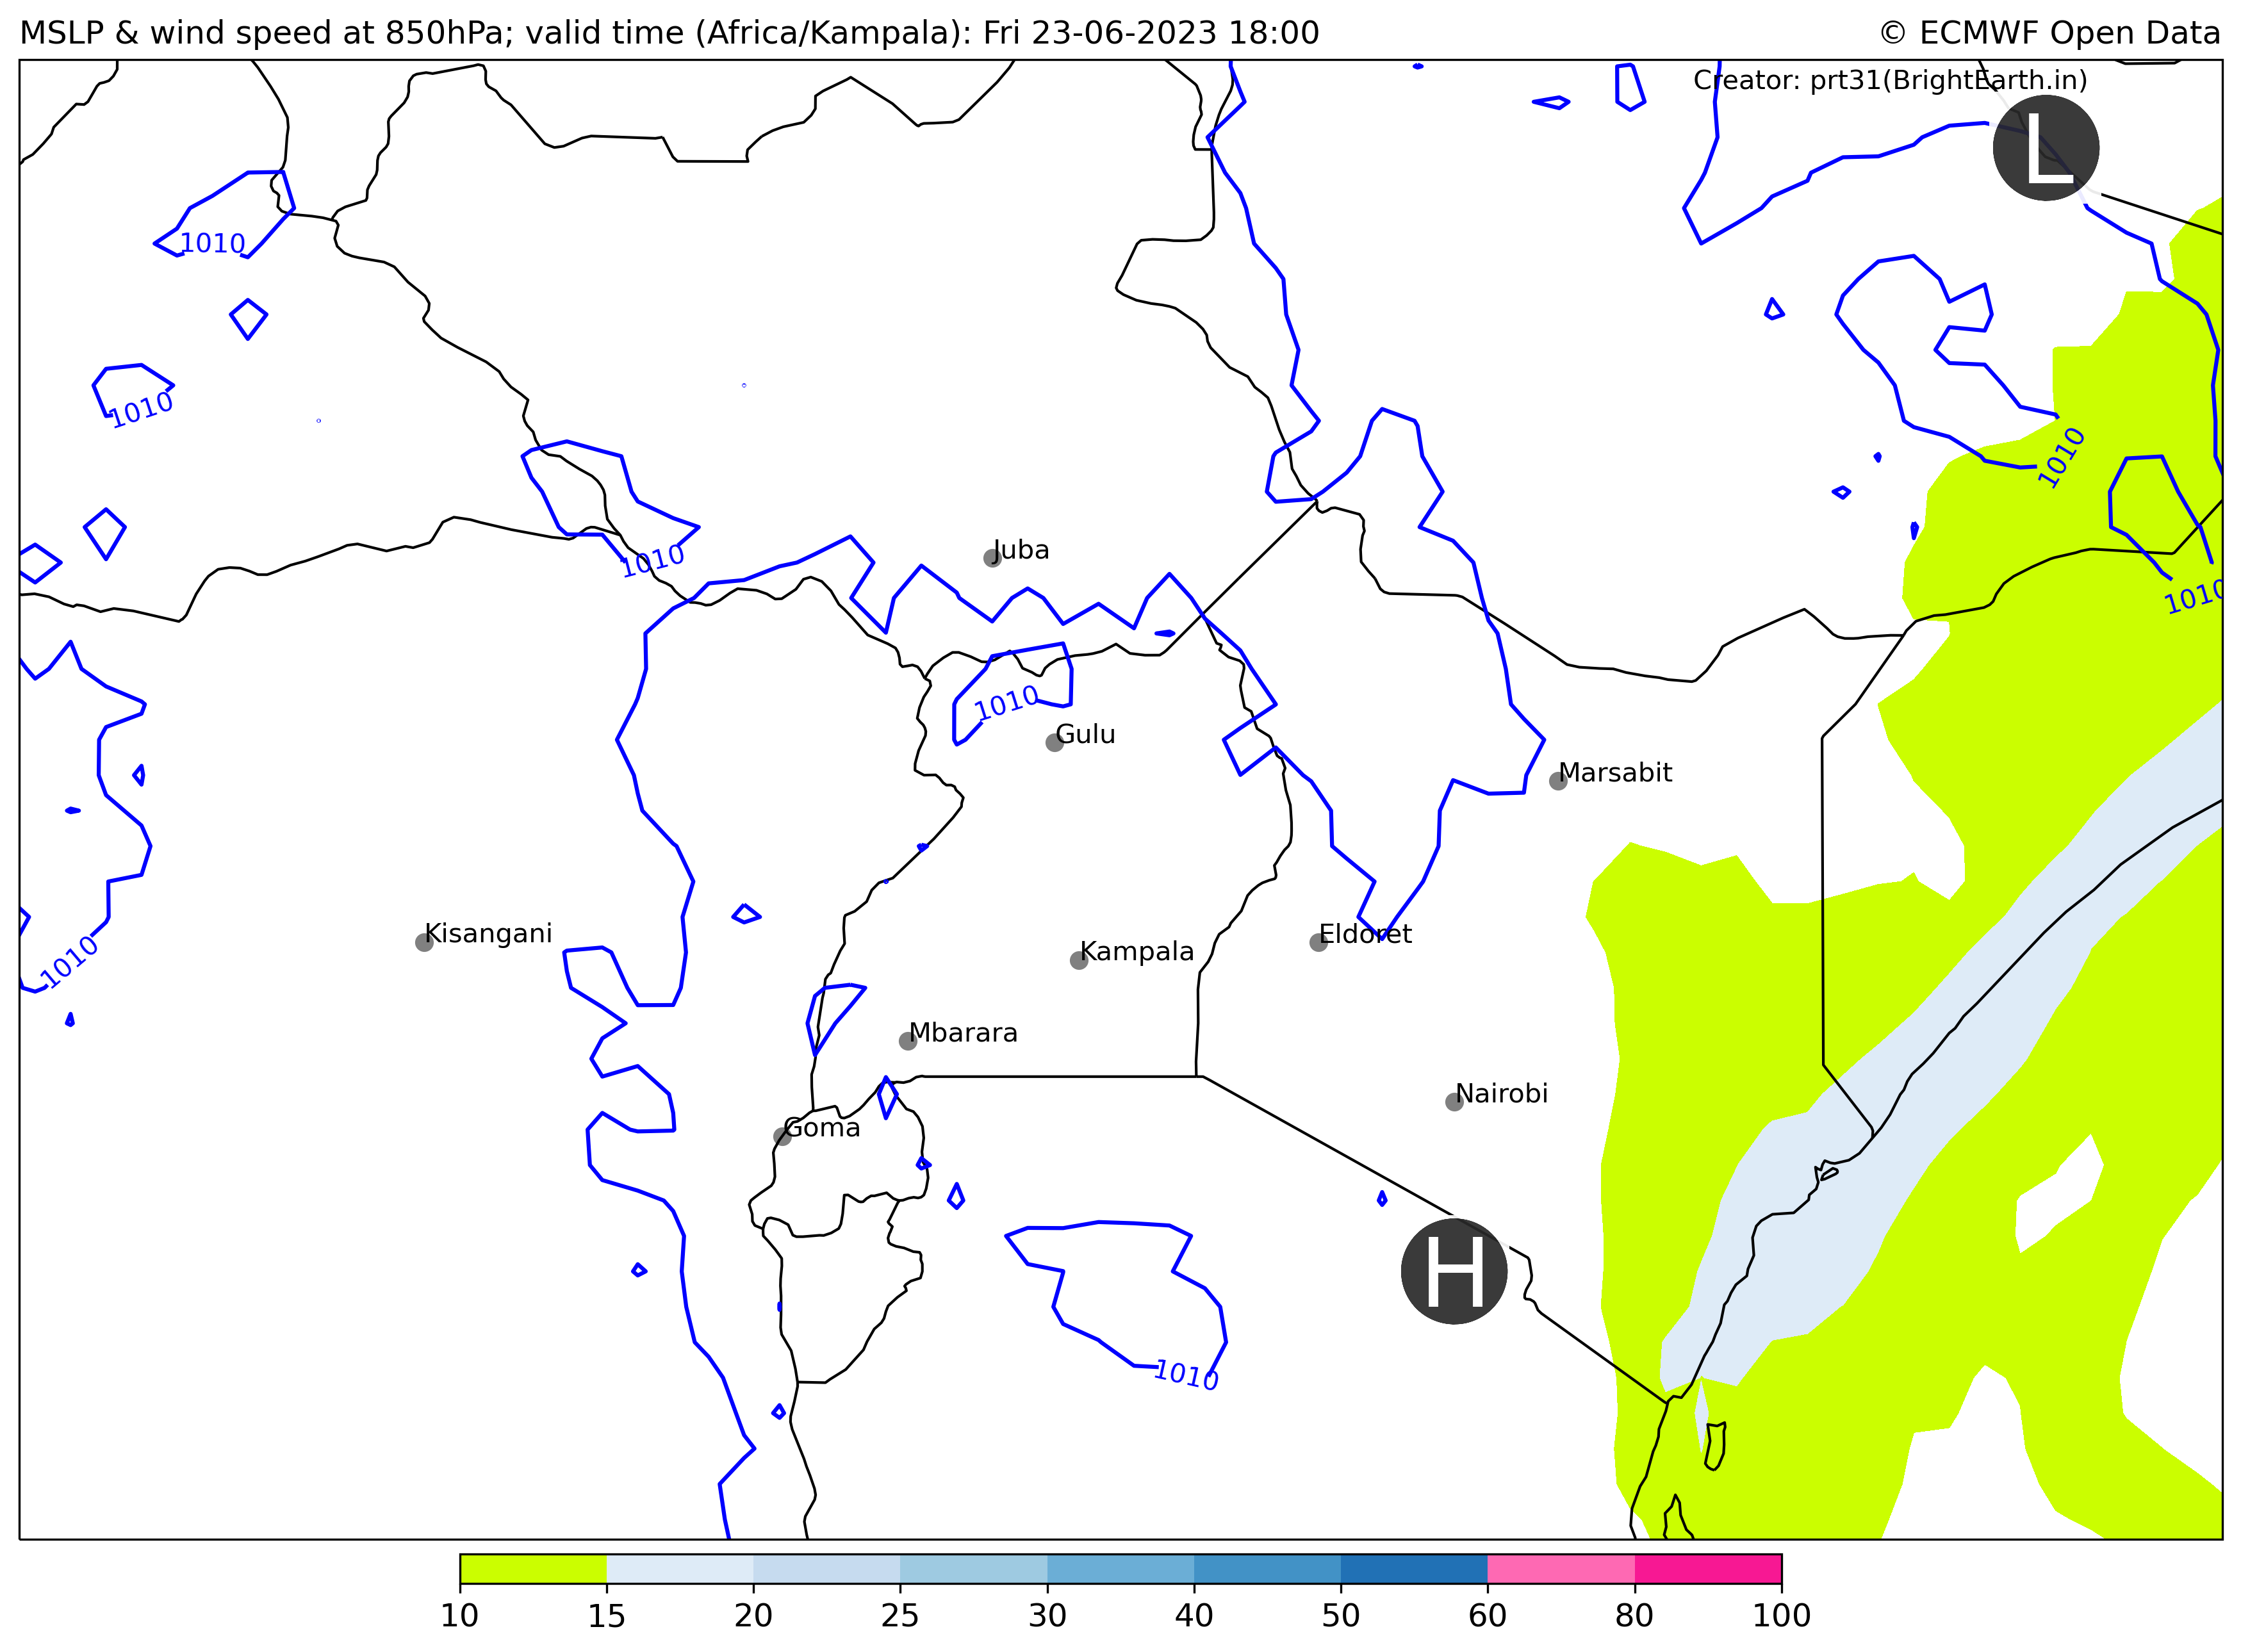 MSLP & wind speed at 850hPa; valid time (Africa/Kampala): Fri 23-06-2023 18:00
© ECMWF Open Data
Creator: prt31(BrightEarth.in)
L
1010
1010
1010
1010
Juba
1010
1010
Gulu
Marsabit
Kisangani
Eldoret
1010
Kampala
Mbarara
Nairobi
Goma
H
1010
10 15 20 25 30 40 50 60 80 100